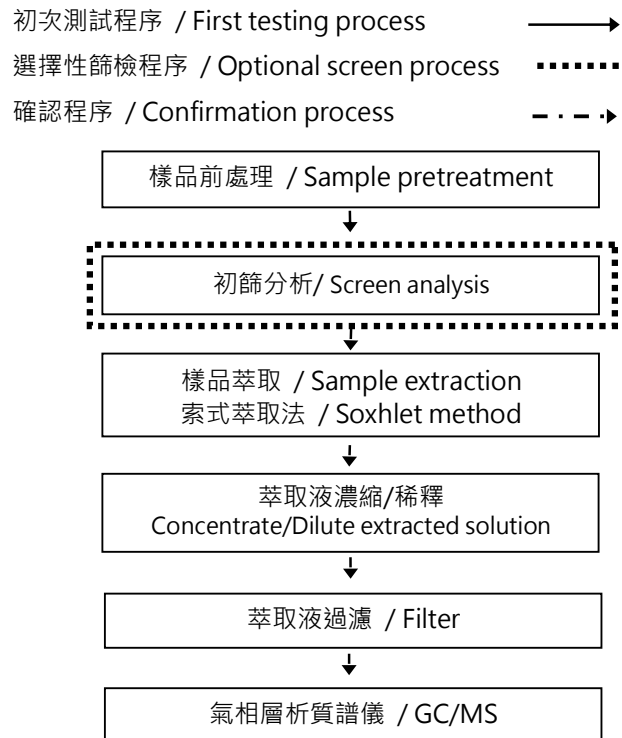 初次測試程序 / First testing process
選擇性篩檢程序 / Optional screen process
確認程序 / Confirmation process
樣品前處理 / Sample pretreatment
初篩分析/ Screen analysis
樣品萃取 / Sample extraction
索式萃取法 / Soxhlet method
萃取液濃縮/稀釋
Concentrate/Dilute extracted solution
萃取液過濾 / Filter
氣相層析質譜儀 / GC/MS